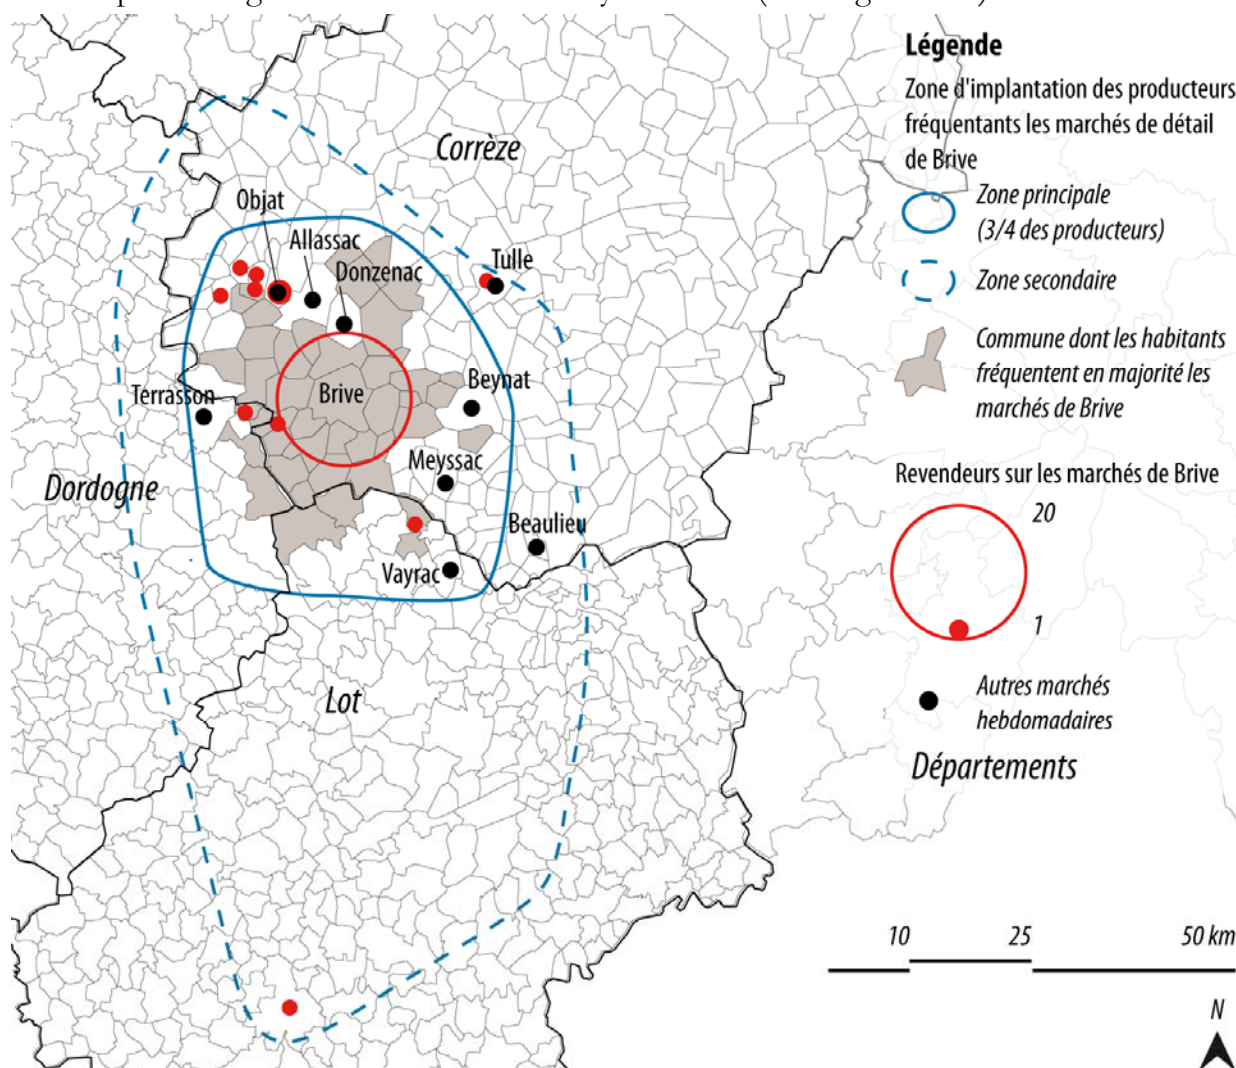 Légende
Zone d'implantation des producteurs
fréquentants les marchés de détail
de Brive
Zone principale
(3/4 des producteurs)
Zone secondaire
Commune dont les habitants
fréquentent en majorité les
marchés de Brive
Revendeurs sur les marchés de Brive
20
1
Autres marchés
hebdomadaires
Départements
10 25 50 km
N
Corrèze
Objat
Allassac
Donzenac
Tulle
Terrasson
Brive
Beynat
Meyssac
Dordogne
Beaulieu
Vayrac
Lot